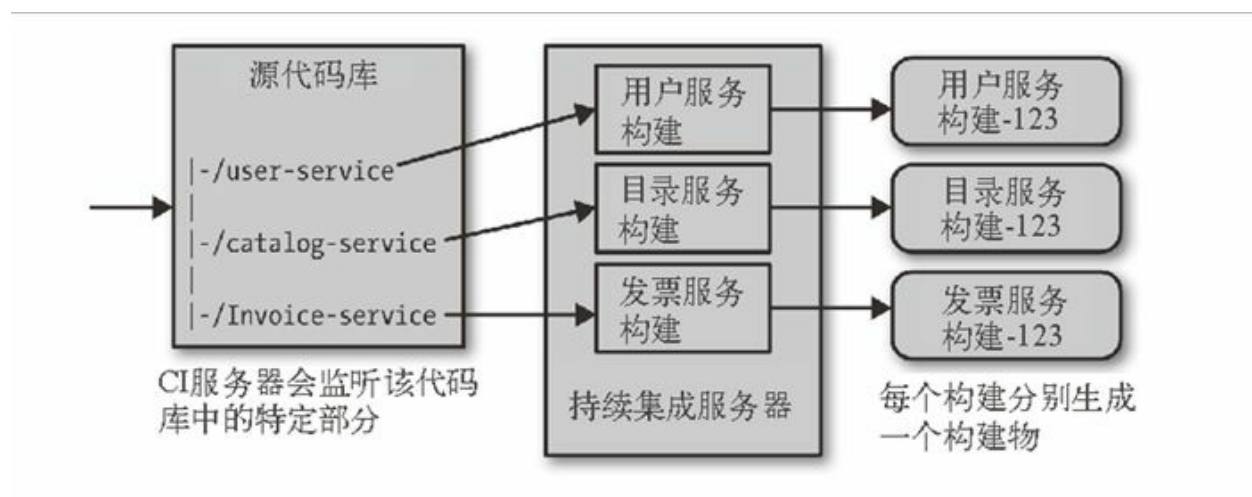 源代码库
|-/user-service
|
|-/catalog-service
|
|-/Invoice-service
CI服务器会监听该代码
库中的特定部分
用户服务
构建
目录服务
构建
发票服务
构建
持续集成服务器
用户服务
构建-123
目录服务
构建-123
发票服务
构建-123
每个构建分别生成
一个构建物